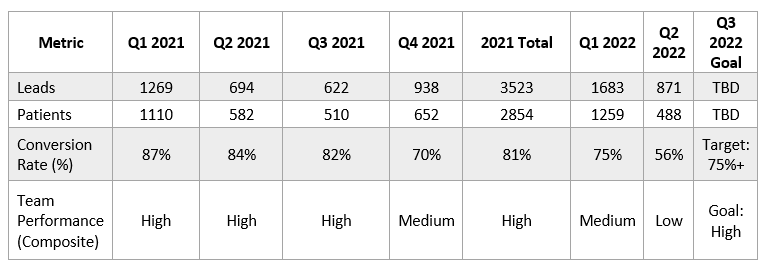 Metric Q1 2021 Q2 2021 Q3 2021 Q4 2021 2021 Total Q1 2022 Q2 2022 Q3 2022 Goal
Leads 1269 694 622 938 3523 1683 871 TBD
Patients 1110 582 510 652 2854 1259 488 TBD
Conversion Rate (%) 87% 84% 82% 70% 81% 75% 56% Target: 75%+
Team Performance (Composite) High High High Medium High Medium Low Goal: High